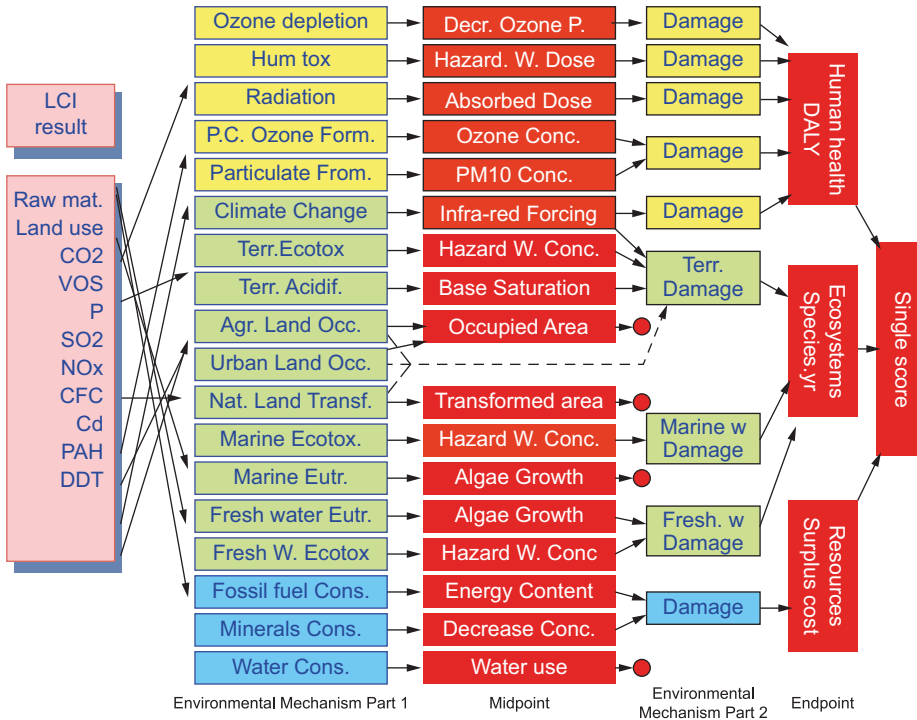 LCI
result
Raw mat.
Land use
CO2
VOS
P
SO2
NOx
CFC
Cd
PAH
DDT
Ozone depletion
Hum tox
Radiation
P.C. Ozone Form.
Particulate From.
Climate Change
Terr.Ecotox
Terr. Acidif.
Agr. Land Occ.
Urban Land Occ.
Nat. Land Transf.
Marine Ecotox.
Marine Eutr.
Fresh water Eutr.
Fresh W. Ecotox
Fossil fuel Cons.
Minerals Cons.
Water Cons.
Environmental Mechanism Part 1
Decr. Ozone P.
Hazard. W. Dose
Absorbed Dose
Ozone Conc.
PM10 Conc.
Infra-red Forcing
Hazard W. Conc.
Base Saturation
Occupied Area
Transformed area
Hazard W. Conc.
Algae Growth
Algae Growth
Hazard W. Conc
Energy Content
Decrease Conc.
Water use
Midpoint
Damage
Damage
Damage
Damage
Damage
Terr.
Damage
Marine w
Damage
Fresh. w
Damage
Damage
Environmental
Mechanism Part 2
Human health
DALY
Ecosystems
Species.yr
Resources
Surplus cost
Endpoint
Single score